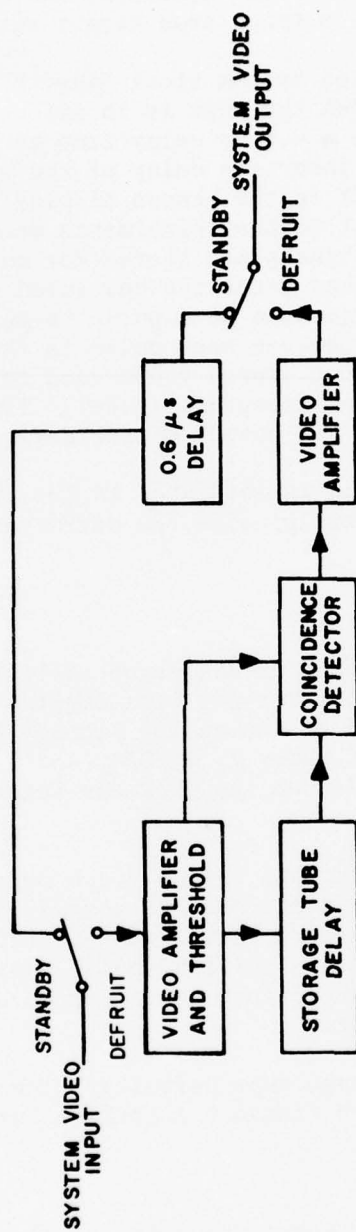 SYSTEM VIDEO
INPUT
STANDBY
DEFRUIT
VIDEO AMPLIFIER
AND THRESHOLD
STORAGE TUBE
DELAY
COINCIDENCE
DETECTOR
VIDEO
AMPLIFIER
0.6 μs
DELAY
STANDBY
DEFRUIT
SYSTEM VIDEO
OUTPUT